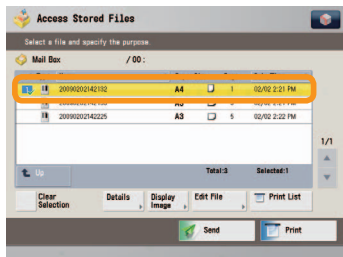 Access Stored Files
Select a file and specify the purpose.
Mail Box / 00 :
1 20090202142132 A4 1 02/02 2:21 PM
20090202142225 A3 5 02/02 2:22 PM
1/1
Up Total:3 Selected:1
Clear Selection Details Display Image Edit File Print List
Send Print